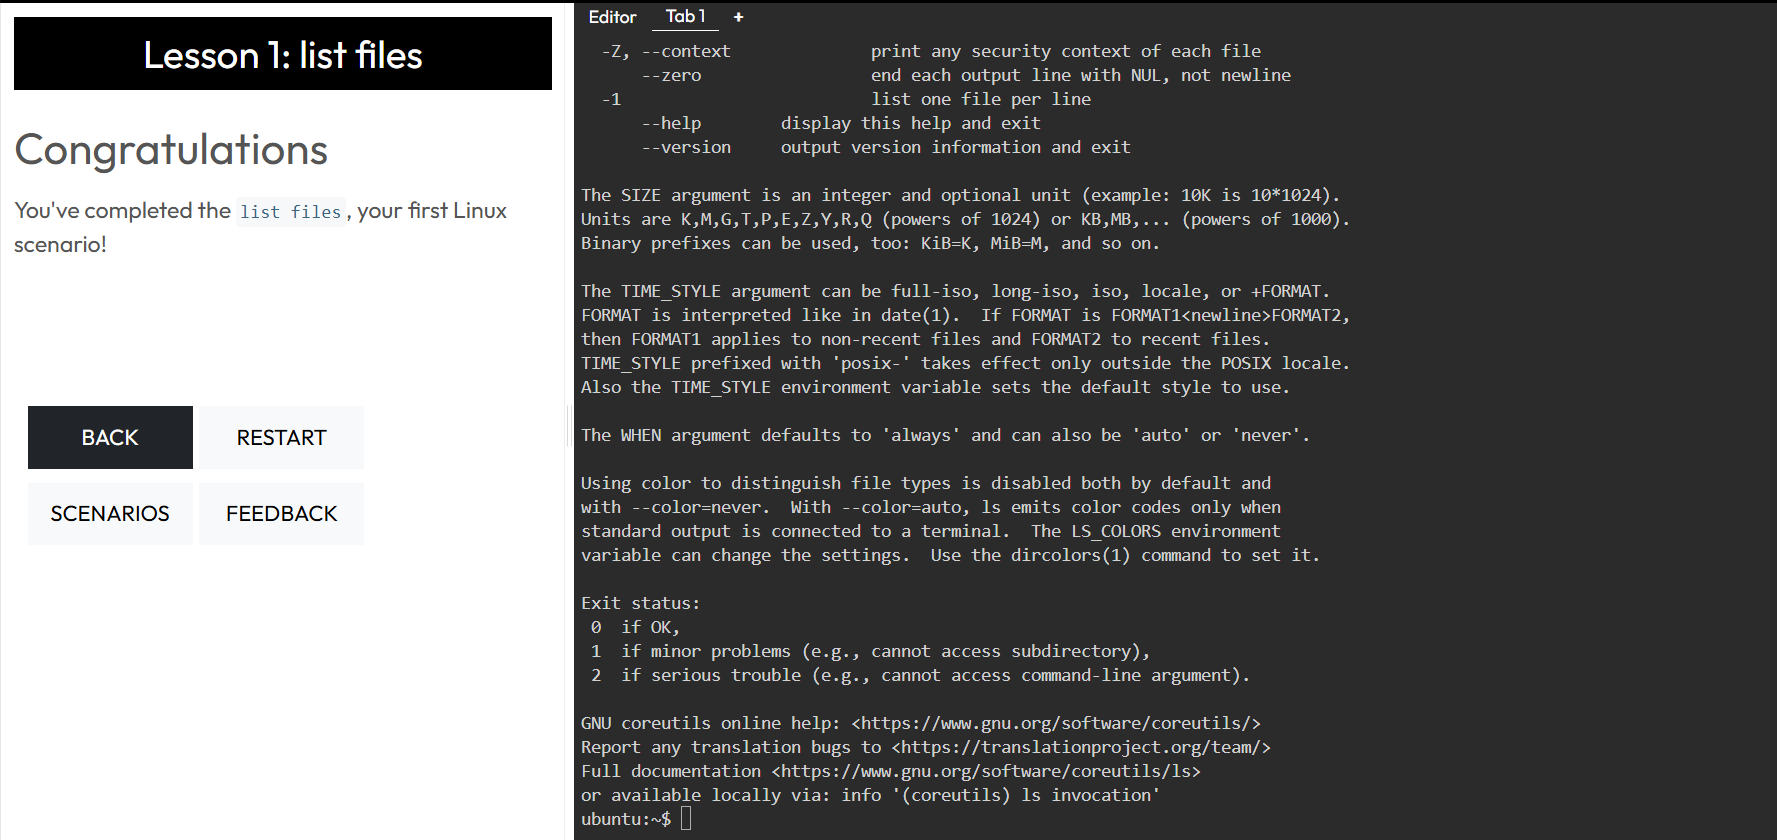 Lesson 1: list files
Congratulations
You've completed the list files, your first Linux
scenario!
BACK
RESTART
SCENARIOS
FEEDBACK
Editor Tab 1 +
-Z, --context print any security context of each file
--zero end each output line with NUL, not newline
-1 list one file per line
--help display this help and exit
--version output version information and exit
The SIZE argument is an integer and optional unit (example: 10K is 10*1024).
Units are K,M,G,T,P,E,Z,Y,R,Q (powers of 1024) or KB,MB,... (powers of 1000).
Binary prefixes can be used, too: KiB=K, MiB=M, and so on.
The TIME_STYLE argument can be full-iso, long-iso, iso, locale, or +FORMAT.
FORMAT is interpreted like in date(1). If FORMAT is FORMAT1<newline>FORMAT2,
then FORMAT1 applies to non-recent files and FORMAT2 to recent files.
TIME_STYLE prefixed with 'posix-' takes effect only outside the POSIX locale.
Also the TIME_STYLE environment variable sets the default style to use.
The WHEN argument defaults to 'always' and can also be 'auto' or 'never'.
Using color to distinguish file types is disabled both by default and
with --color=never. With --color=auto, ls emits color codes only when
standard output is connected to a terminal. The LS_COLORS environment
variable can change the settings. Use the dircolors(1) command to set it.
Exit status:
0 if OK,
1 if minor problems (e.g., cannot access subdirectory),
2 if serious trouble (e.g., cannot access command-line argument).
GNU coreutils online help: <https://www.gnu.org/software/coreutils/>
Report any translation bugs to <https://translationproject.org/team/>
Full documentation <https://www.gnu.org/software/coreutils/ls>
or available locally via: info '(coreutils) ls invocation'
ubuntu:~$